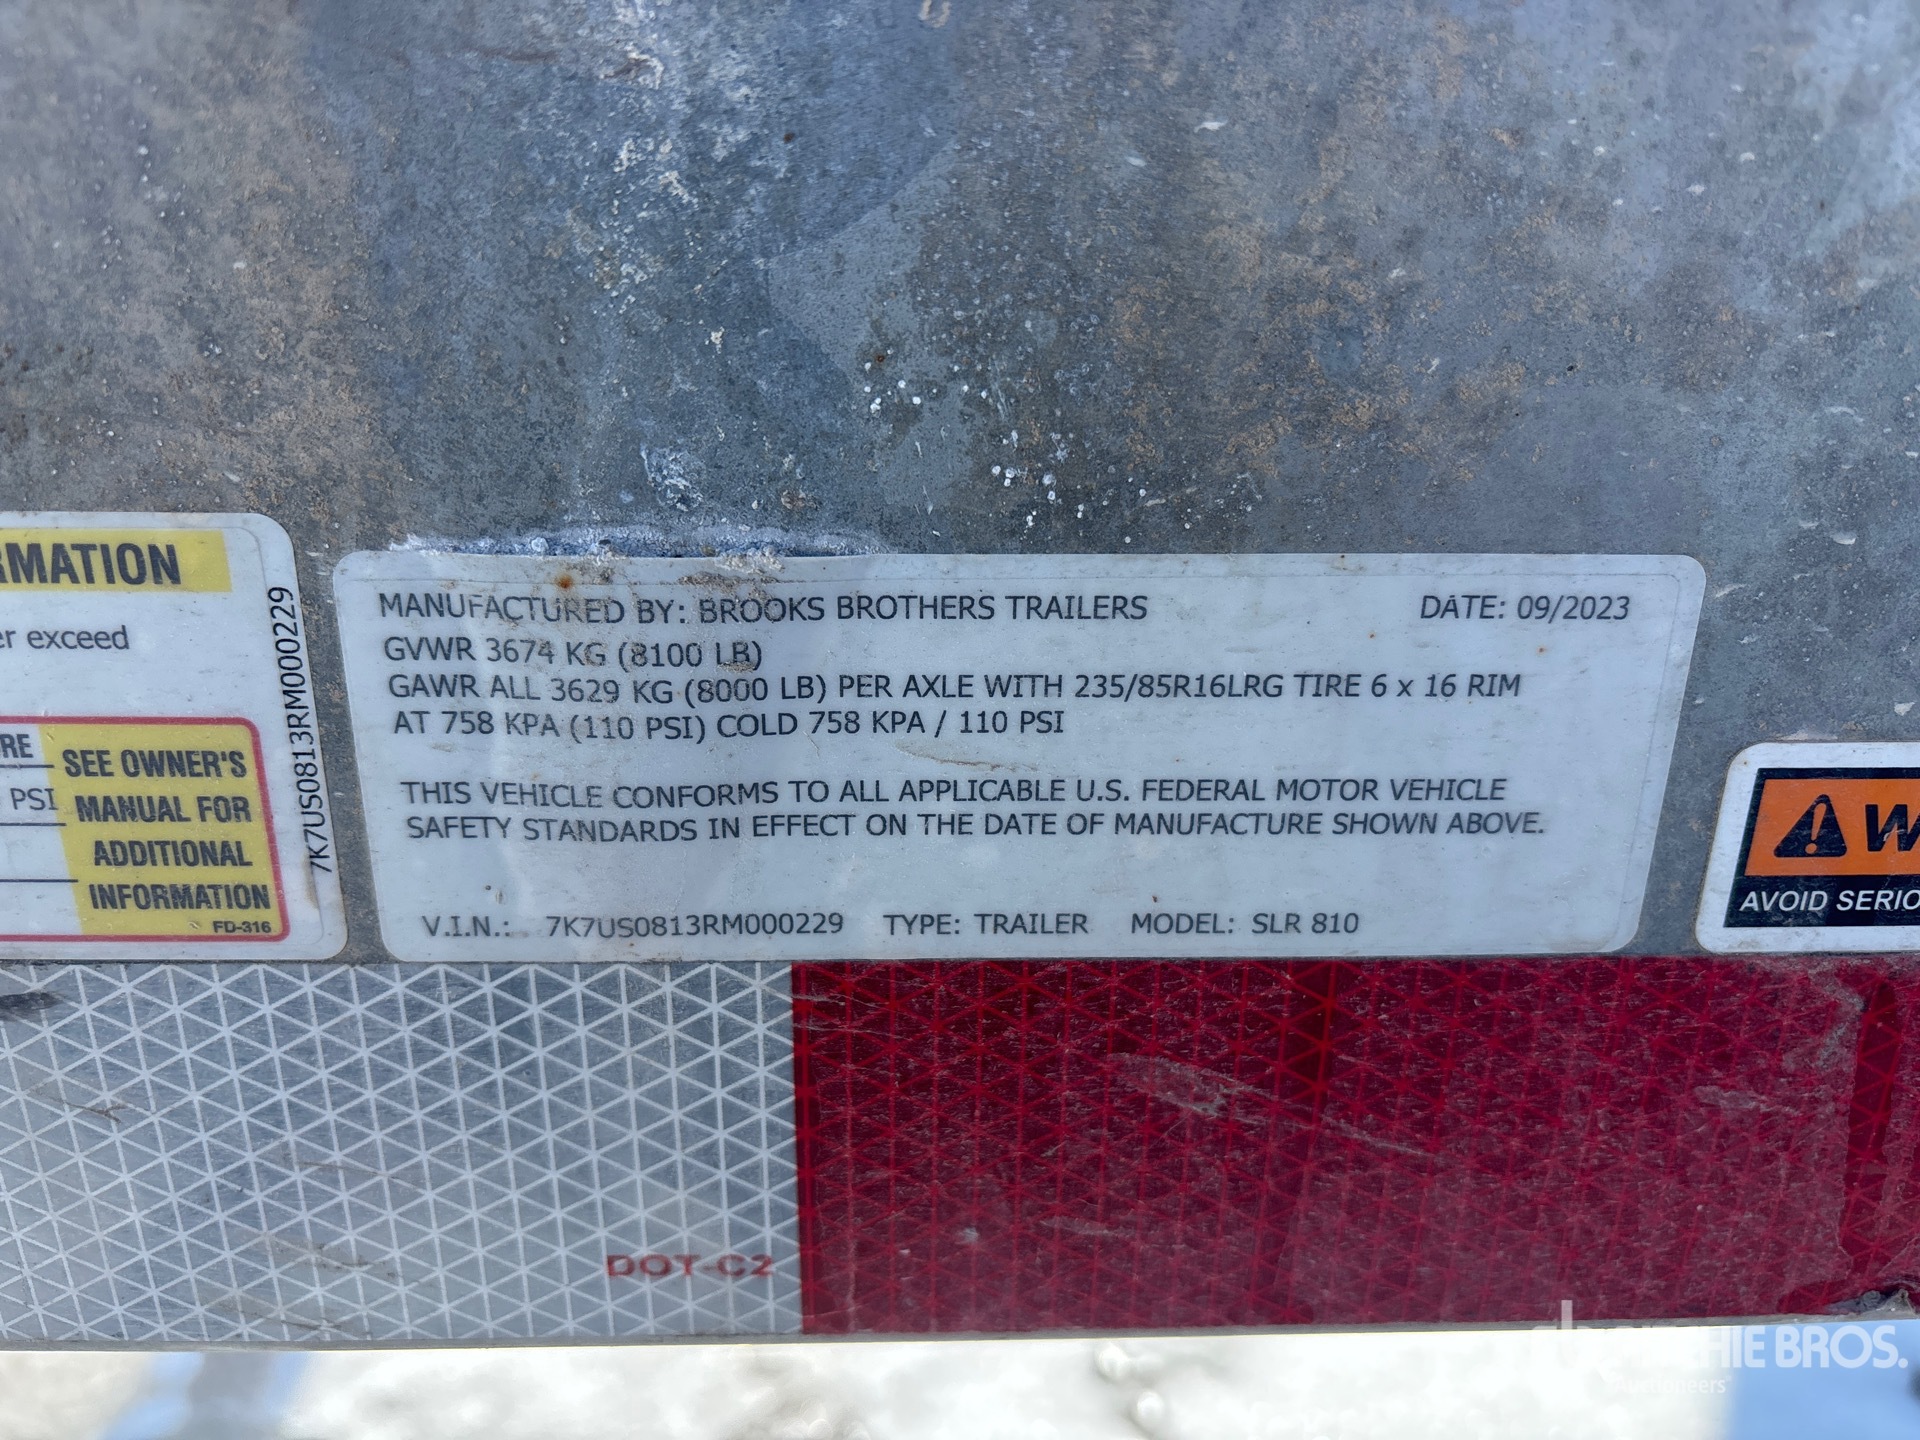 RMATION
er exceed
RE
PSI
SEE OWNER'S
MANUAL FOR
ADDITIONAL
INFORMATION
FD-316
7K7US0813RM000229
MANUFACTURED BY: BROOKS BROTHERS TRAILERS DATE: 09/2023
GVWR 3674 KG (8100 LB)
GAWR ALL 3629 KG (8000 LB) PER AXLE WITH 235/85R16LRG TIRE 6 x 16 RIM
AT 758 KPA (110 PSI) COLD 758 KPA / 110 PSI
THIS VEHICLE CONFORMS TO ALL APPLICABLE U.S. FEDERAL MOTOR VEHICLE
SAFETY STANDARDS IN EFFECT ON THE DATE OF MANUFACTURE SHOWN ABOVE.
V.I.N.: 7K7US0813RM000229 TYPE: TRAILER MODEL: SLR 810
W
AVOID SERIO
DOT-C2
RITCHIE BROS.
Auctioneers